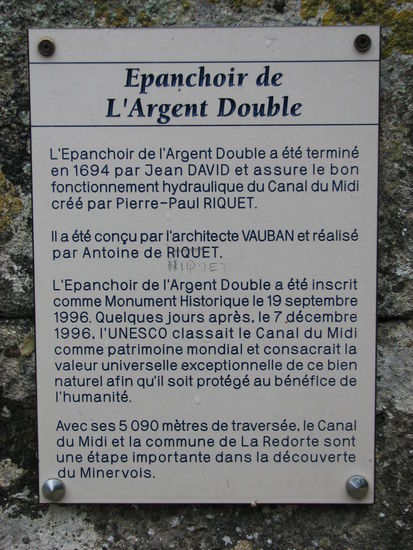 Epanchoir de
L'Argent Double
L'Epanchoir de l'Argent Double a été terminé
en 1694 par Jean DAVID et assure le bon
fonctionnement hydraulique du Canal du Midi
créé par Pierre-Paul RIQUET.
Il a été conçu par l'architecte VAUBAN et réalisé
par Antoine de RIQUET.
NIQUET
L'Epanchoir de l'Argent Double a été inscrit
comme Monument Historique le 19 septembre
1996. Quelques jours après, le 7 décembre
1996, l'UNESCO classait le Canal du Midi
comme patrimoine mondial et consacrait la
valeur universelle exceptionnelle de ce bien
naturel afin qu'il soit protégé au bénéfice de
l'humanité.
Avec ses 5 090 mètres de traversée, le Canal
du Midi et la commune de La Redorte sont
une étape importante dans la découverte
du Minervois.